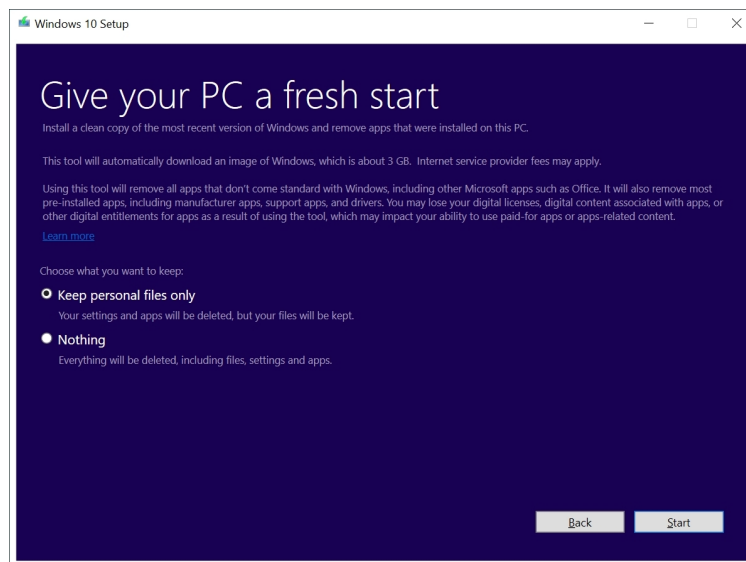 Windows 10 Setup
Give your PC a fresh start
Install a clean copy of the most recent version of Windows and remove apps that were installed on this PC.
This tool will automatically download an image of Windows, which is about 3 GB.  Internet service provider fees may apply.
Using this tool will remove all apps that don't come standard with Windows, including other Microsoft apps such as Office. It will also remove most
pre-installed apps, including manufacturer apps, support apps, and drivers. You may lose your digital licenses, digital content associated with apps, or
other digital entitlements for apps as a result of using the tool, which may impact your ability to use paid-for apps or apps-related content.
Learn more
Choose what you want to keep:
Keep personal files only
Your settings and apps will be deleted, but your files will be kept.
Nothing
Everything will be deleted, including files, settings and apps.
Back Start